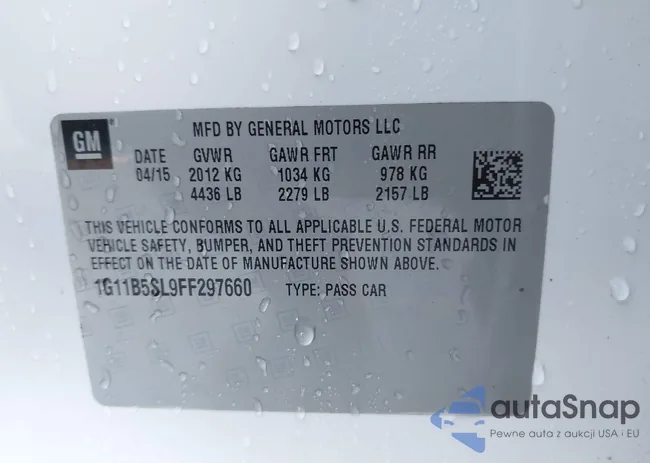 GM
MFD BY GENERAL MOTORS LLC
DATE GVWR GAWR FRT GAWR RR
04/15 2012 KG 1034 KG 978 KG
4436 LB 2279 LB 2157 LB
THIS VEHICLE CONFORMS TO ALL APPLICABLE U.S. FEDERAL MOTOR
VEHICLE SAFETY, BUMPER, AND THEFT PREVENTION STANDARDS IN
EFFECT ON THE DATE OF MANUFACTURE SHOWN ABOVE.
1G11B5SL9FF297660 TYPE: PASS CAR
autaSnap
Pewne auta z aukcji USA i EU